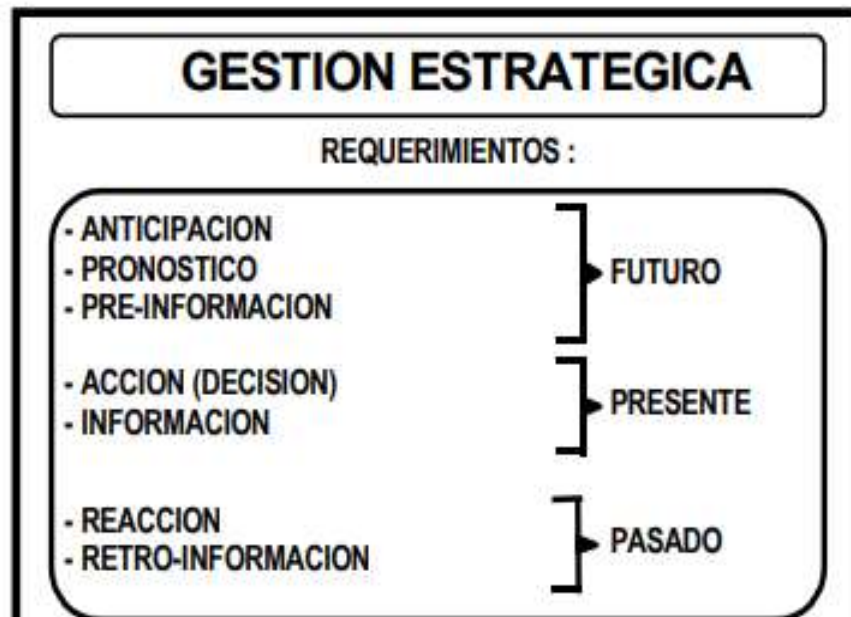 GESTION ESTRATEGICA
REQUERIMIENTOS :
- ANTICIPACION
- PRONOSTICO
- PRE-INFORMACION
FUTURO
- ACCION (DECISION)
- INFORMACION
PRESENTE
- REACCION
- RETRO-INFORMACION
PASADO